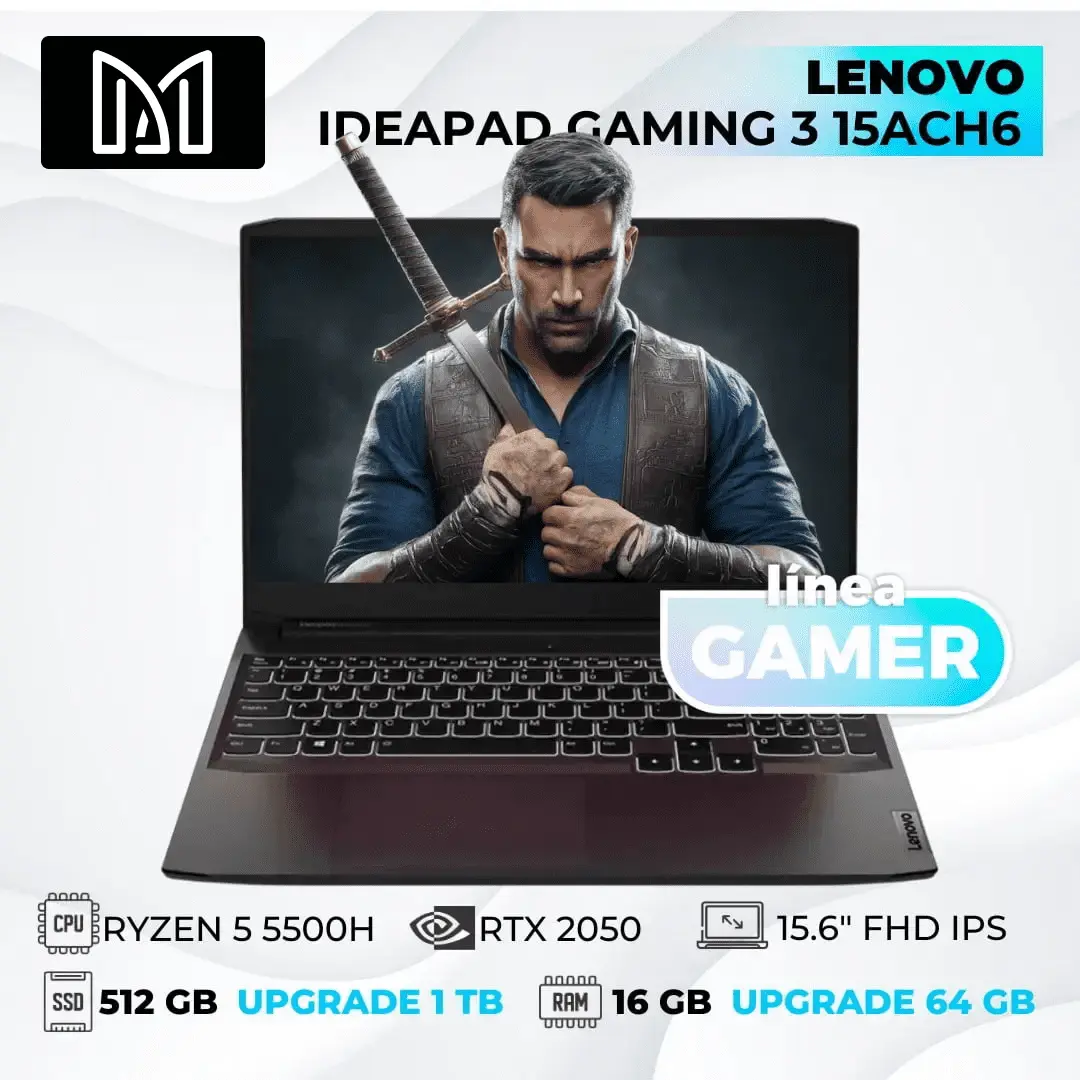 LENOVO
IDEAPAD GAMING 3 15ACH6
línea
GAMER
Lenovo
CPU RYZEN 5 5500H RTX 2050 15.6" FHD IPS
SSD 512 GB UPGRADE 1 TB RAM 16 GB UPGRADE 64 GB